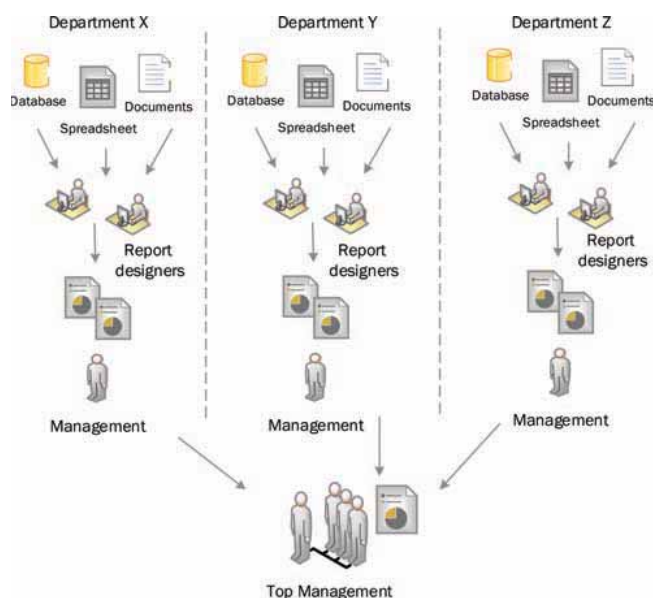 Department X
Department Y
Department Z
Database
Spreadsheet
Documents
Database
Spreadsheet
Documents
Database
Spreadsheet
Documents
Report
designers
Report
designers
Report
designers
Management
Management
Management
Top Management